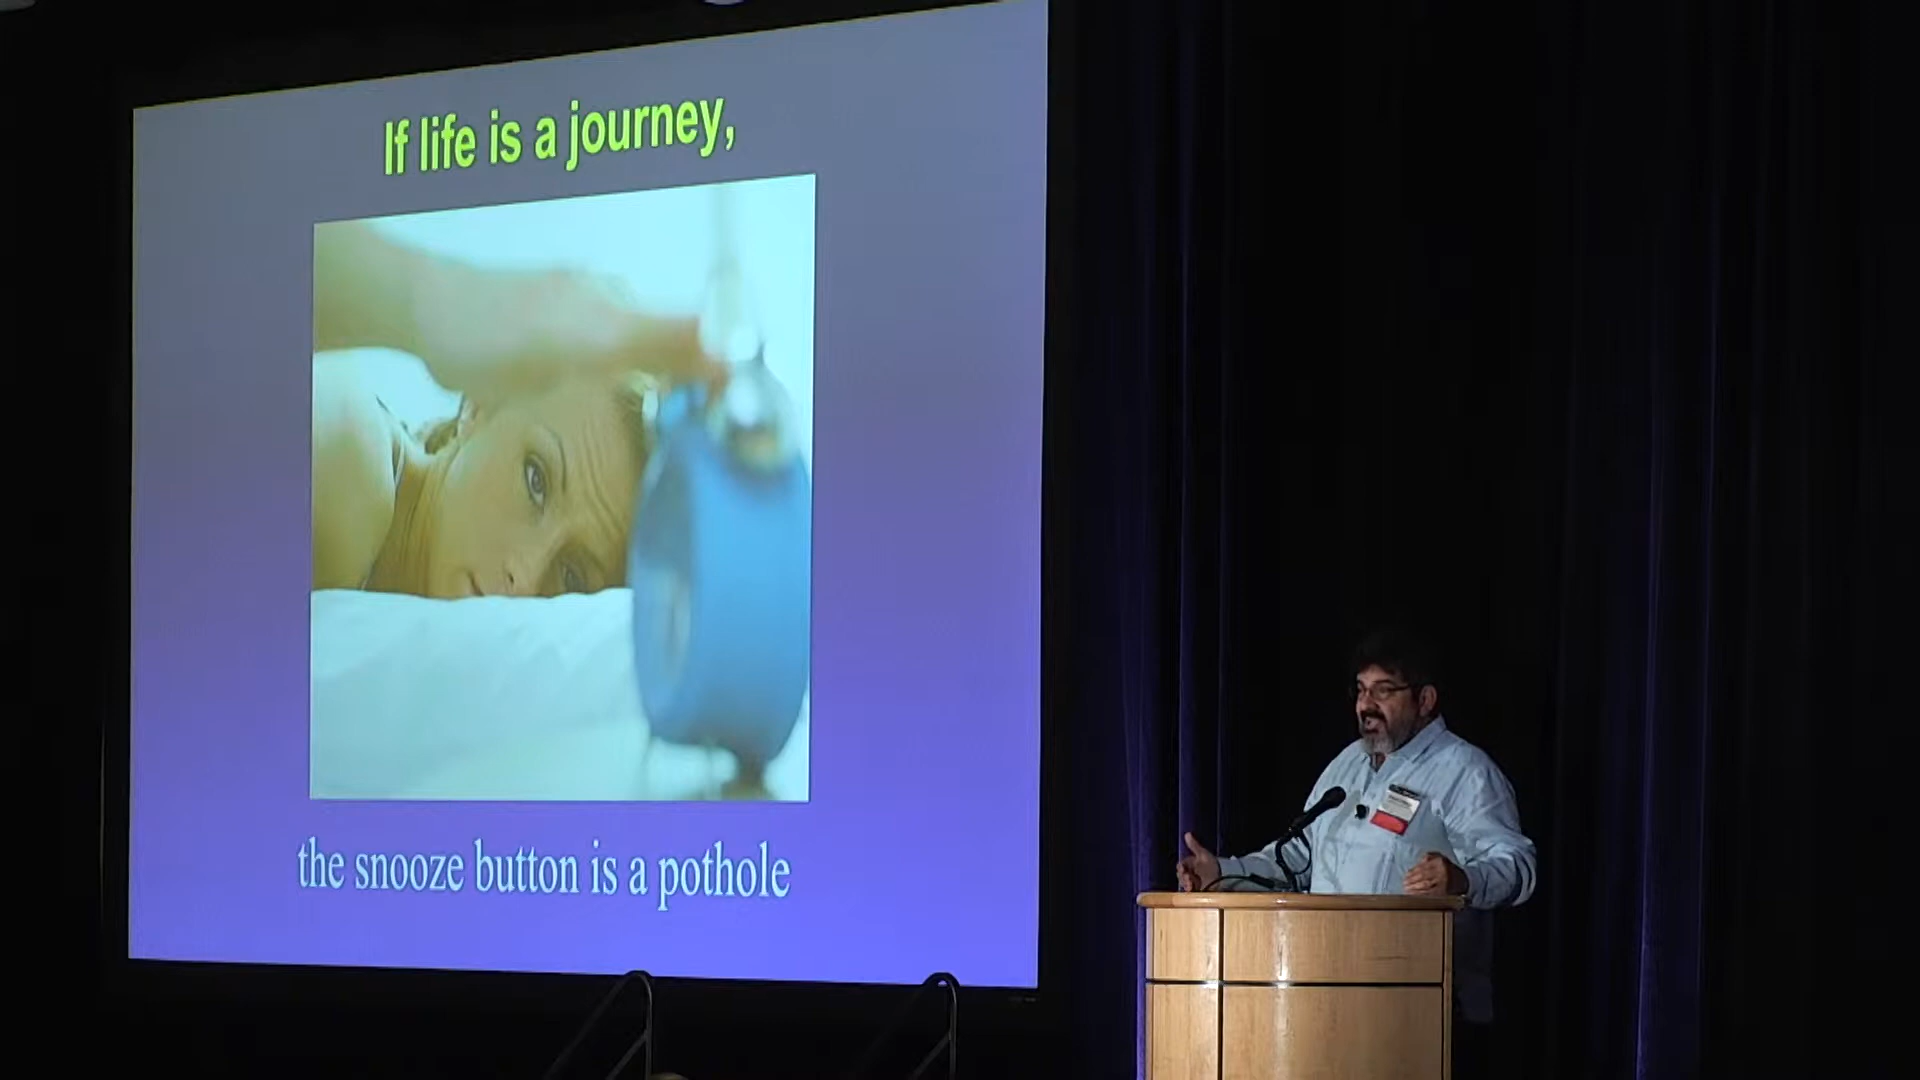 If life is a journey,
the snooze button is a pothole